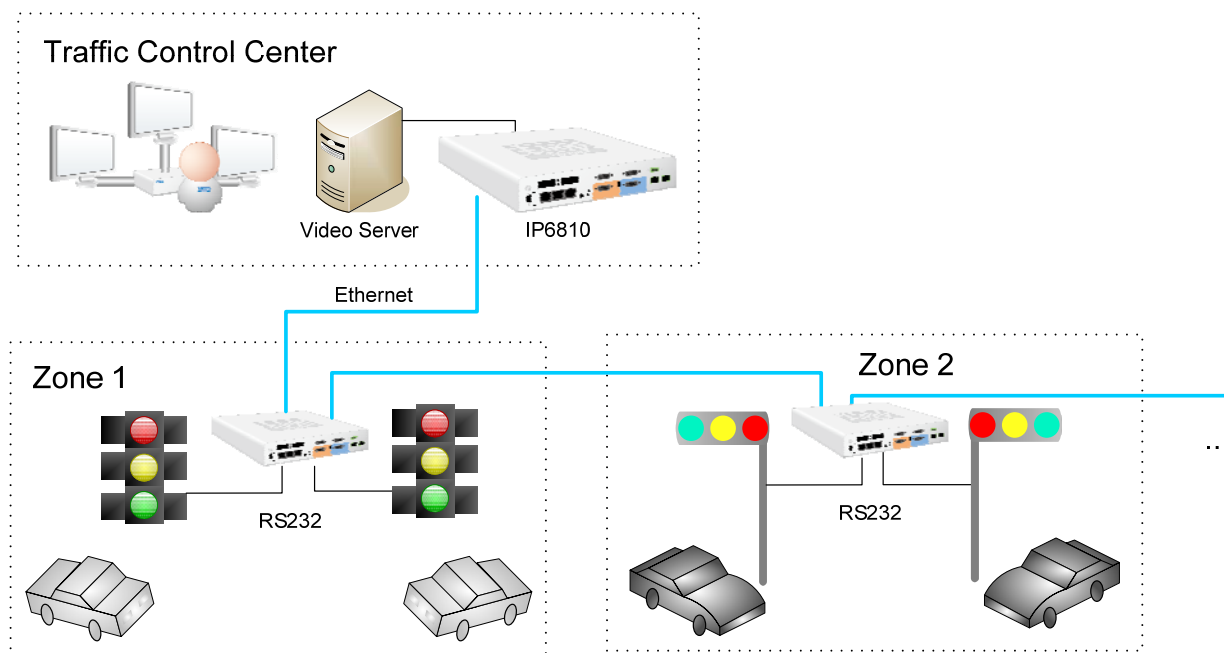 Traffic Control Center
Video Server
IP6810
Ethernet
Zone 1
Zone 2
RS232
RS232
..